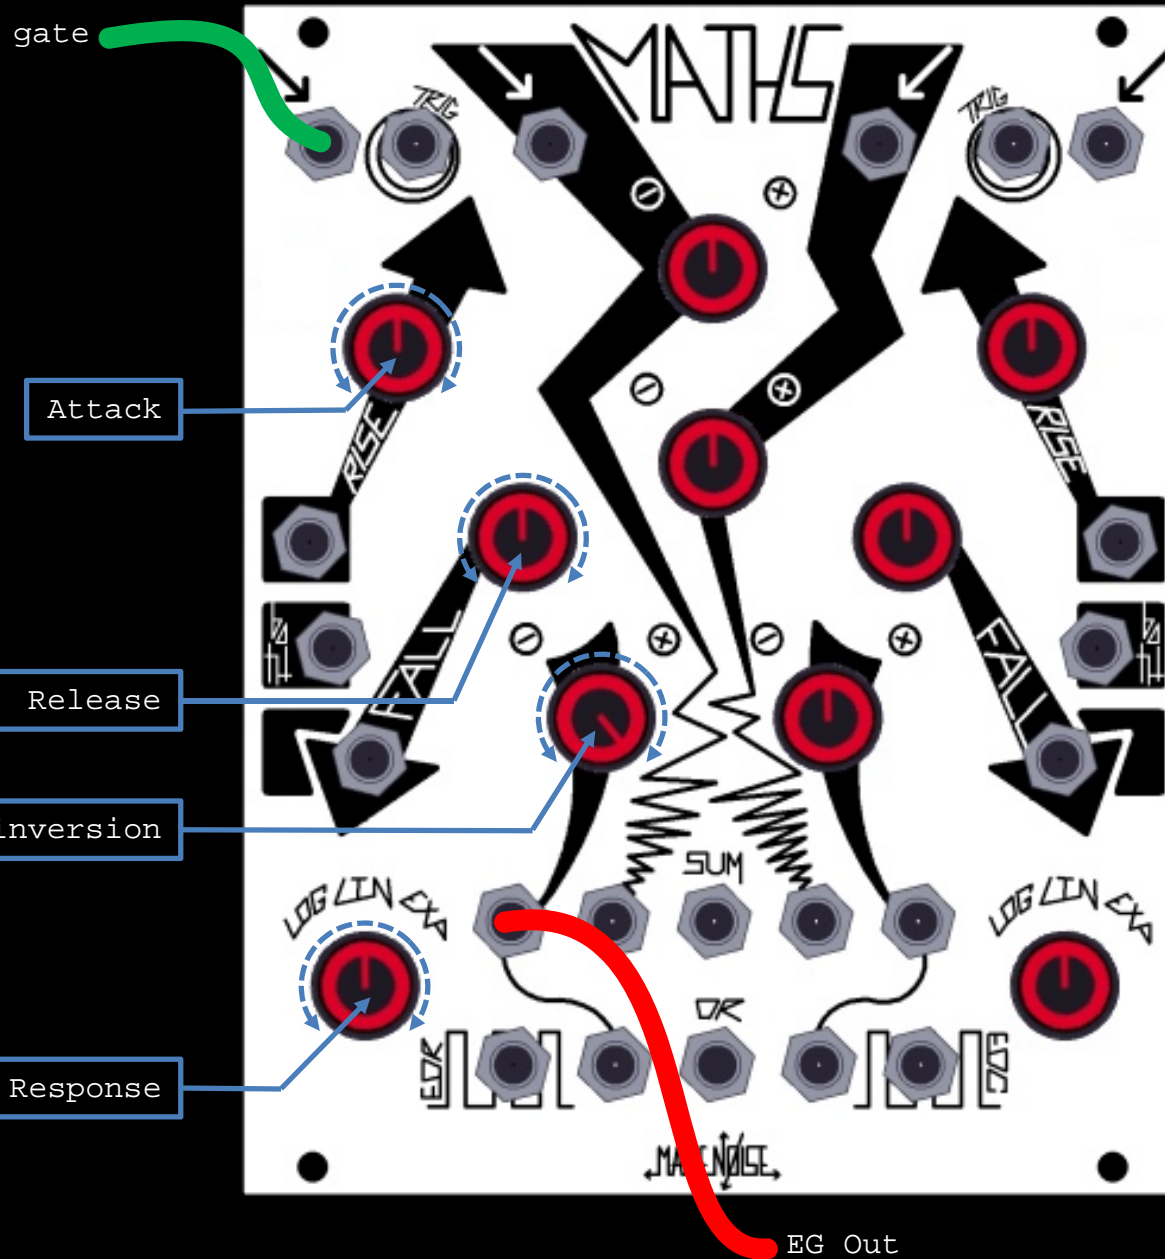 gate
MATHS
TRIG
TRIG
Attack
RISE
RISE
FALL
FALL
Release
inversion
SUM
LOG LIN EXP
LOG LIN EXP
OR
EOR
EOC
Response
MAKE NOISE
EG Out